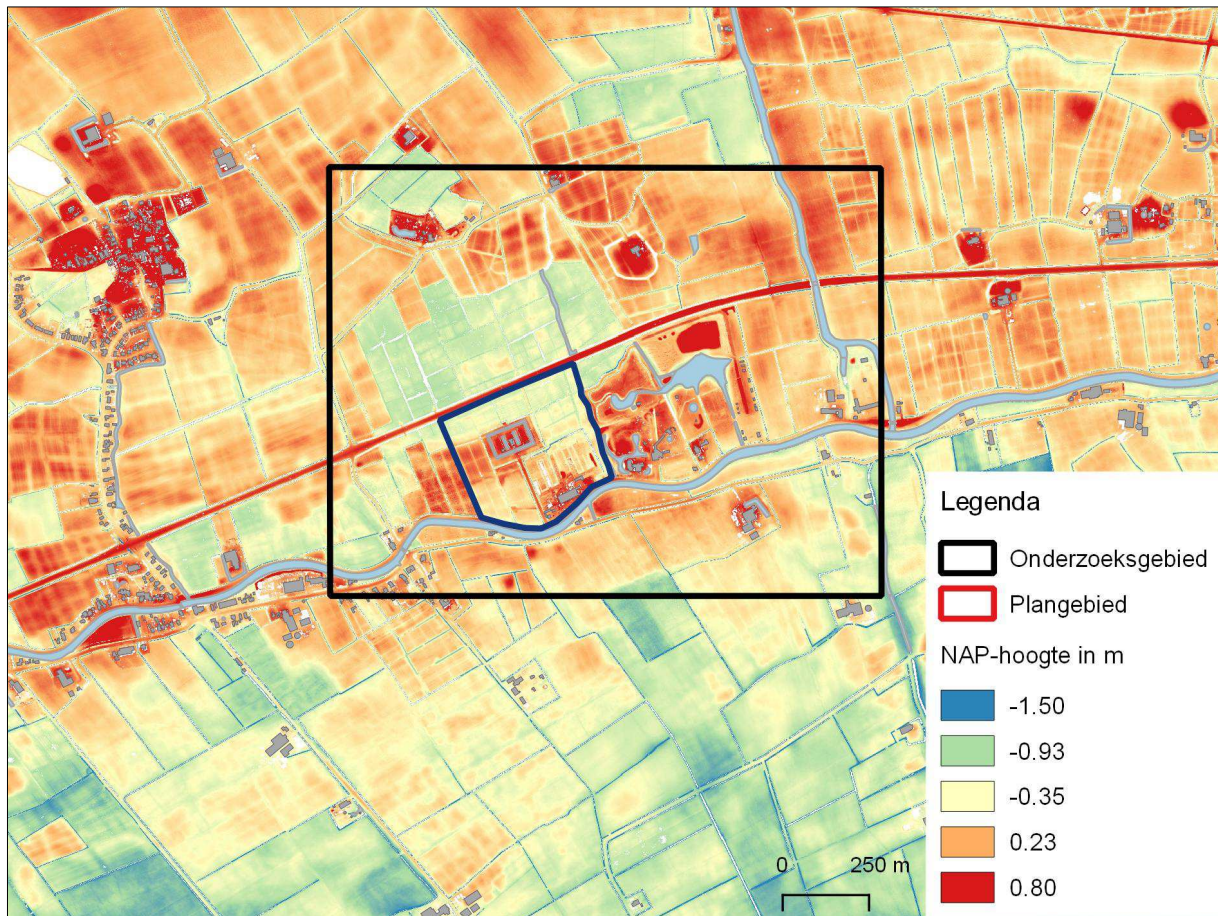 Legenda
Onderzoeksgebied
Plangebied
NAP-hoogte in m
-1.50
-0.93
-0.35
0.23
0.80
0 250 m